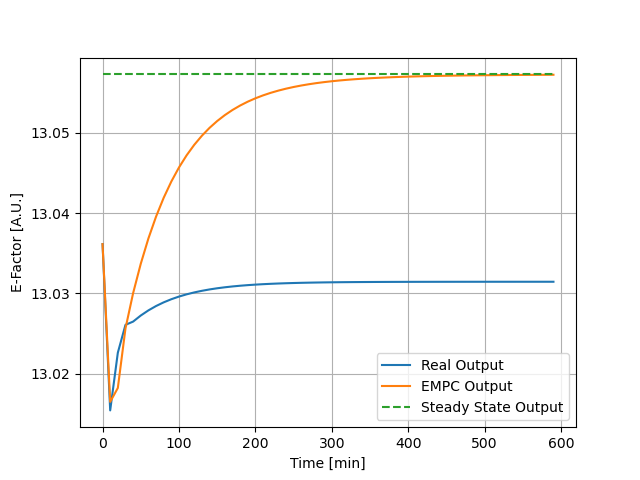 13.05
13.04
13.03
13.02
E-Factor [A.U.]
0 100 200 300 400 500 600
Time [min]
Real Output
EMPC Output
Steady State Output